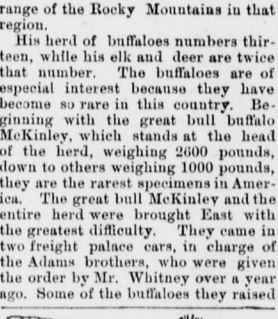 range of the Rocky Mountains in that
region.
His herd of buffaloes numbers thir-
teen, while his elk and deer are twice
that number. The buffaloes are of
especial interest because they have
become so rare in this country. Be-
ginning with the great bull buffalo
McKinley, which stands at the head
of the herd, weighing 2600 pounds,
down to others weighing 1000 pounds,
they are the rarest specimens in Amer-
ica. The great bull McKinley and the
entire herd were brought East with
the greatest difficulty. They came in
two freight palace cars, in charge of
the Adams brothers, who were given
the order by Mr. Whitney over a year
ago. Some of the buffaloes they raised